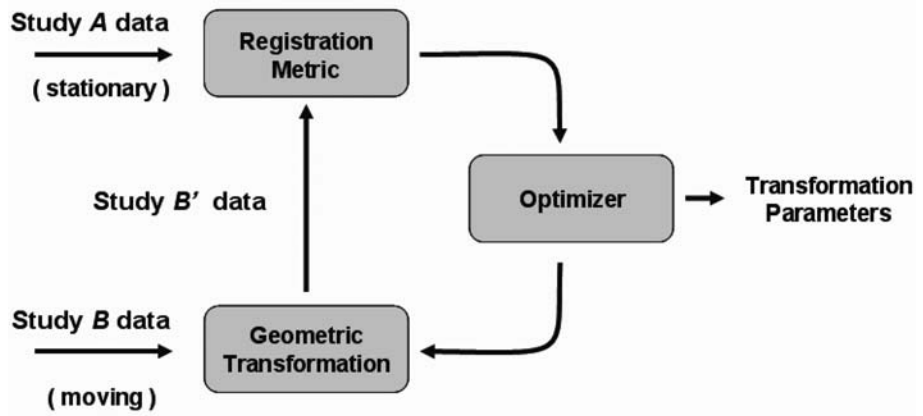 Study A data
( stationary )
Registration
Metric
Study B' data
Optimizer
Transformation
Parameters
Study B data
( moving )
Geometric
Transformation